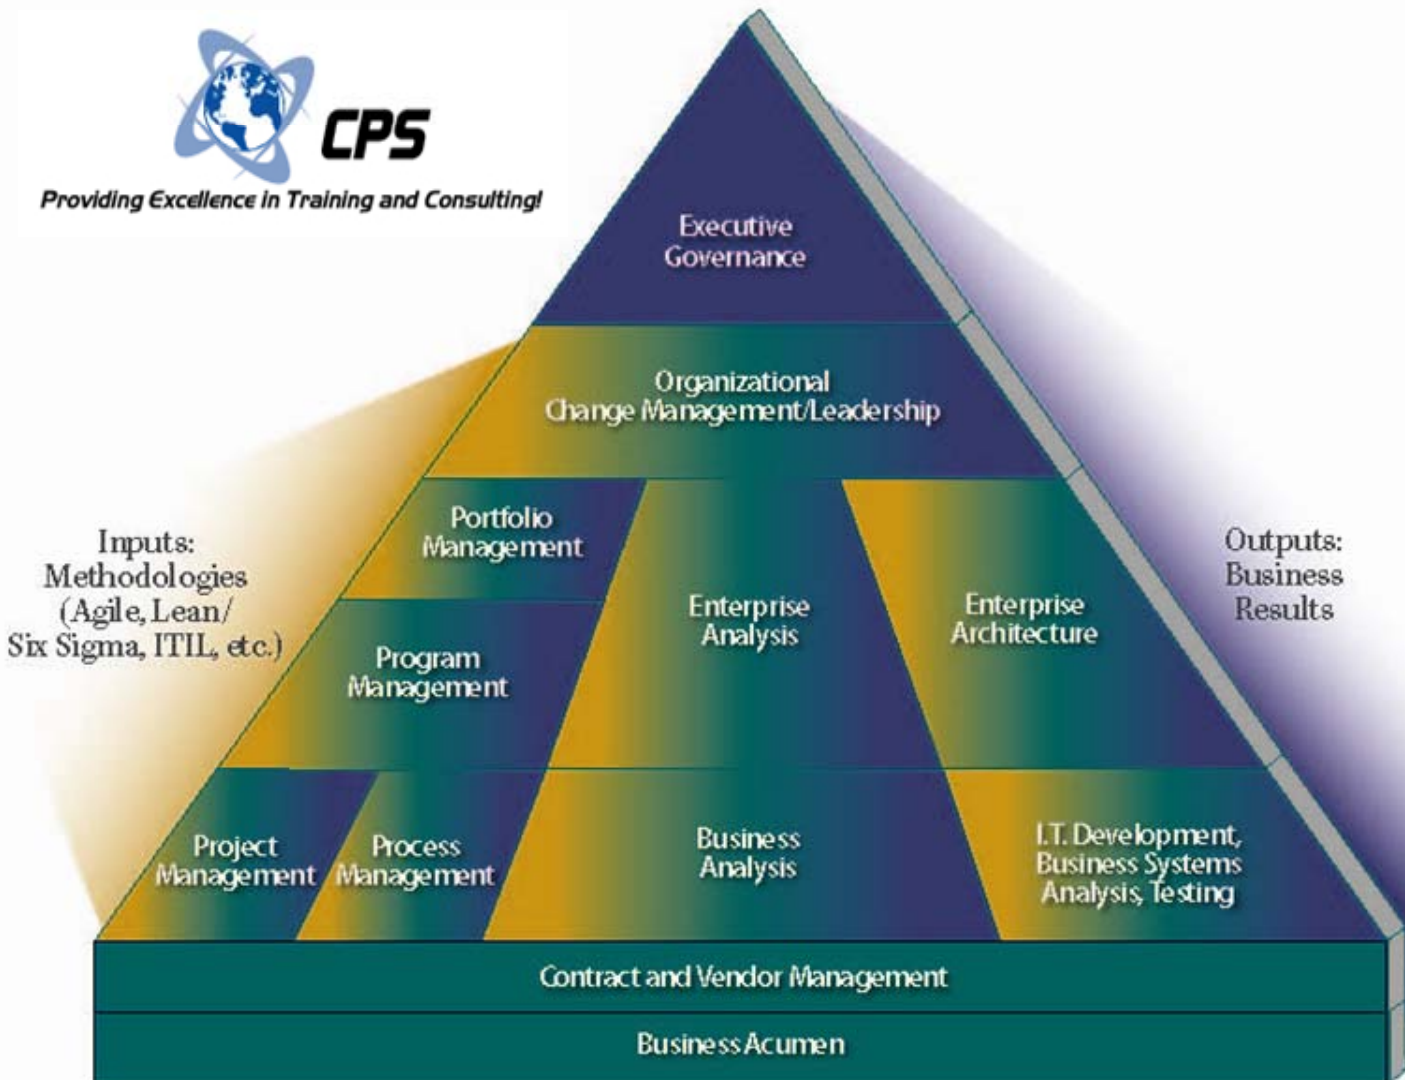 CPS
Providing Excellence in Training and Consulting!
Executive
Governance
Organizational
Change Management/Leadership
Portfolio
Management
Enterprise
Analysis
Enterprise
Architecture
Program
Management
Inputs:
Methodologies
(Agile, Lean/
Six Sigma, ITIL, etc.)
Outputs:
Business
Results
Project
Management
Process
Management
Business
Analysis
I.T. Development,
Business Systems
Analysis, Testing
Contract and Vendor Management
Business Acumen